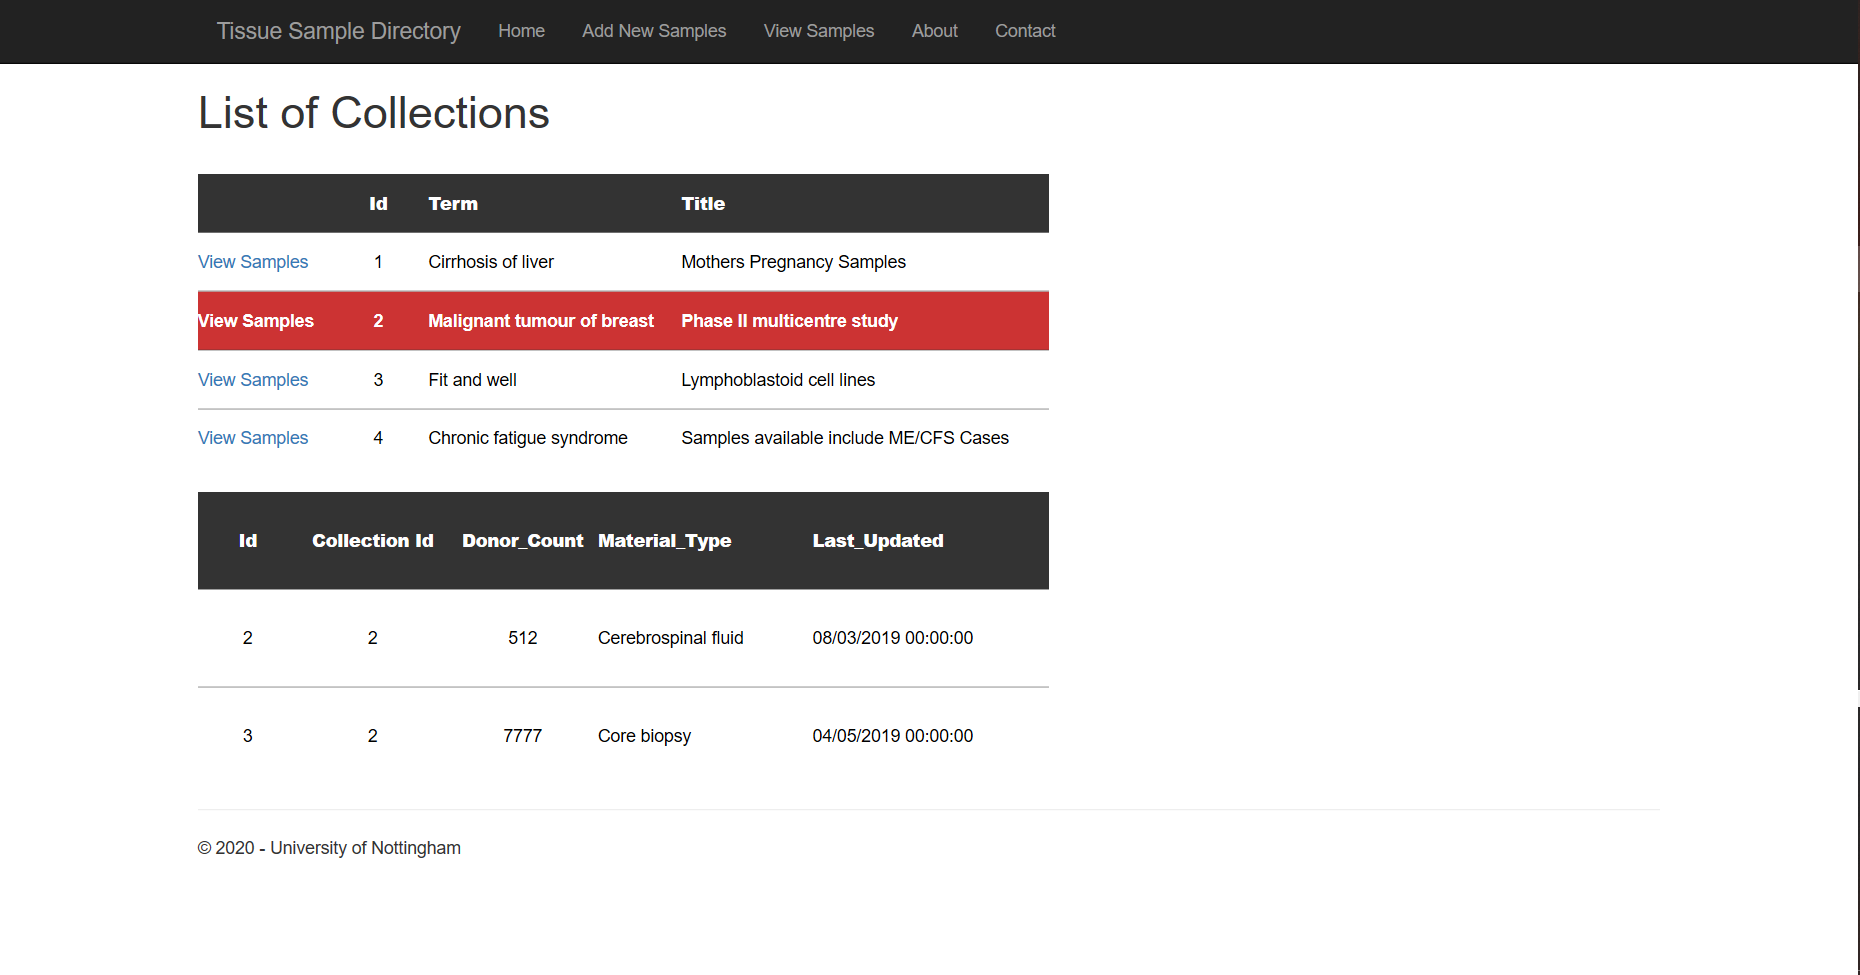 Tissue Sample Directory Home Add New Samples View Samples About Contact
List of Collections
Id Term Title
View Samples 1 Cirrhosis of liver Mothers Pregnancy Samples
View Samples 2 Malignant tumour of breast Phase II multicentre study
View Samples 3 Fit and well Lymphoblastoid cell lines
View Samples 4 Chronic fatigue syndrome Samples available include ME/CFS Cases
Id Collection Id Donor_Count Material_Type Last_Updated
2 2 512 Cerebrospinal fluid 08/03/2019 00:00:00
3 2 7777 Core biopsy 04/05/2019 00:00:00
© 2020 - University of Nottingham